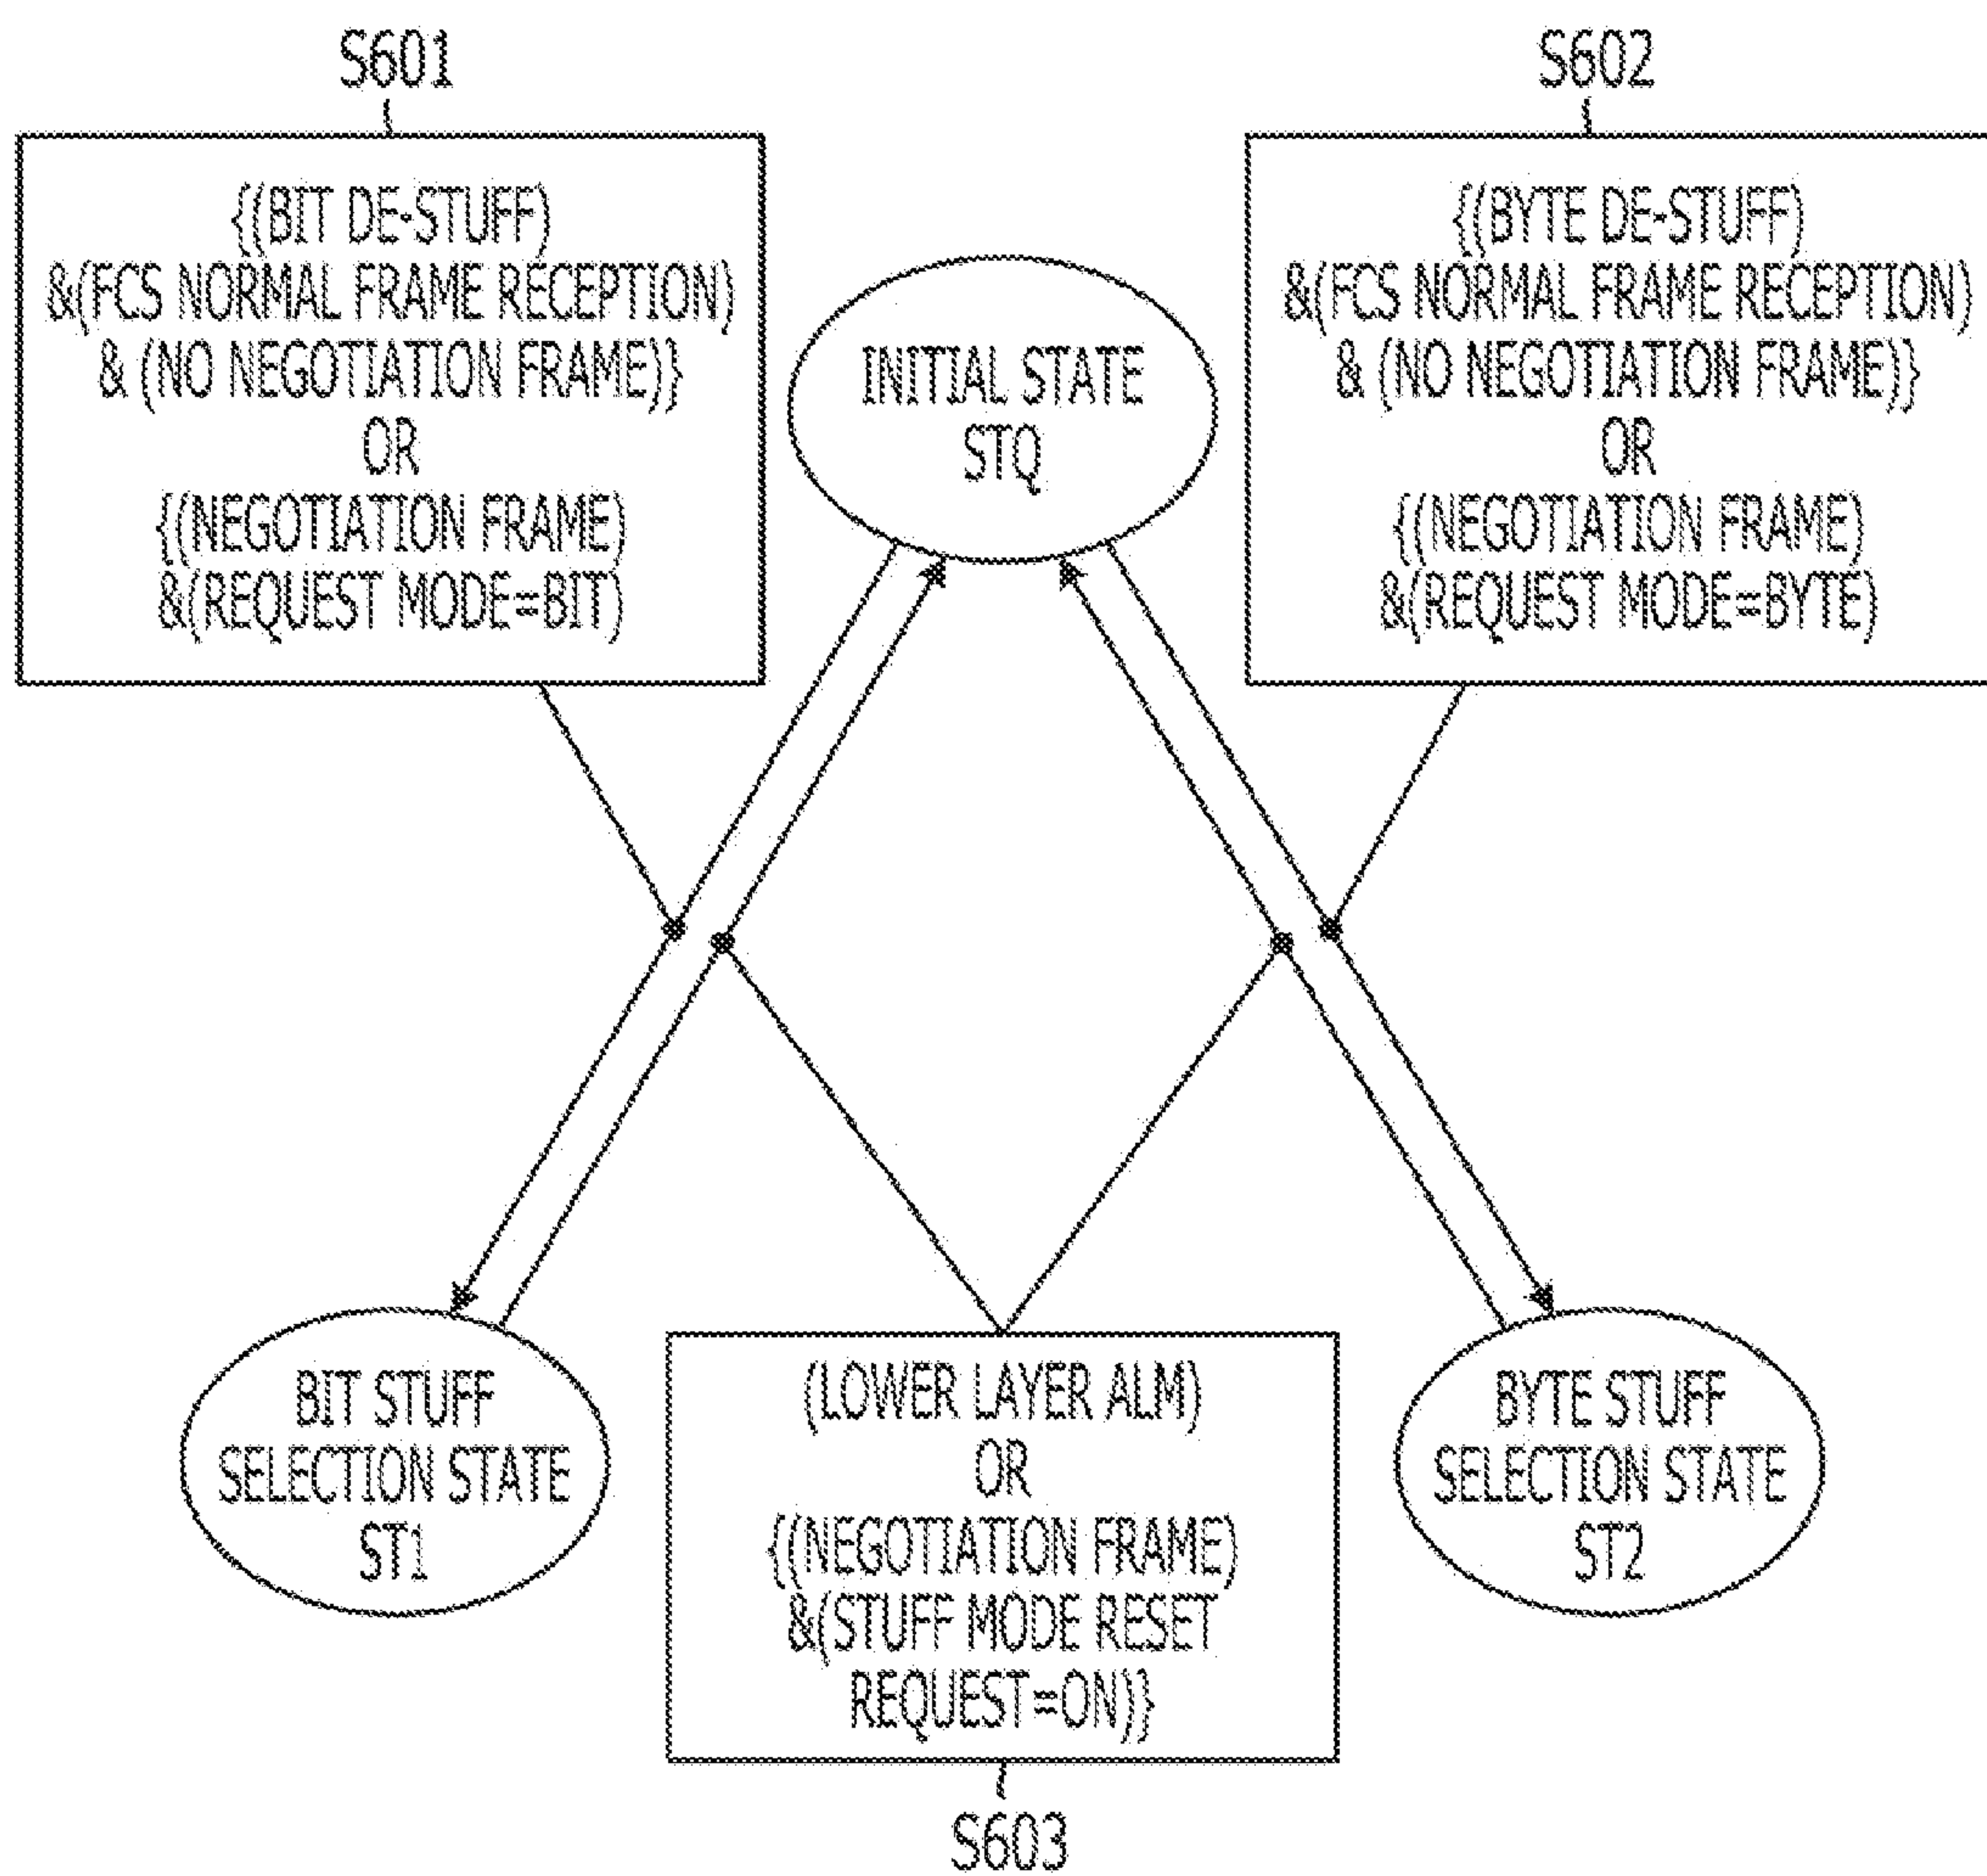 S601
{(BIT DE-STUFF)
&(FCS NORMAL FRAME RECEPTION)
& (NO NEGOTIATION FRAME)}
OR
{(NEGOTIATION FRAME)
&(REQUEST MODE=BIT)
S602
{(BYTE DE-STUFF)
&(FCS NORMAL FRAME RECEPTION)
& (NO NEGOTIATION FRAME)}
OR
{(NEGOTIATION FRAME)
&(REQUEST MODE=BYTE)
INITIAL STATE
STQ
BIT STUFF
SELECTION STATE
ST1
(LOWER LAYER ALM)
OR
{(NEGOTIATION FRAME)
&(STUFF MODE RESET
REQUEST=ON)}
S603
BYTE STUFF
SELECTION STATE
ST2